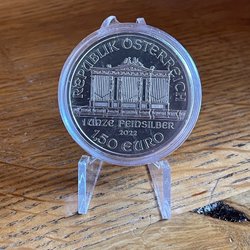 REPUBLIK ÖSTERREICH
1 UNZE FEINSILBER
2022
1,50 EURO